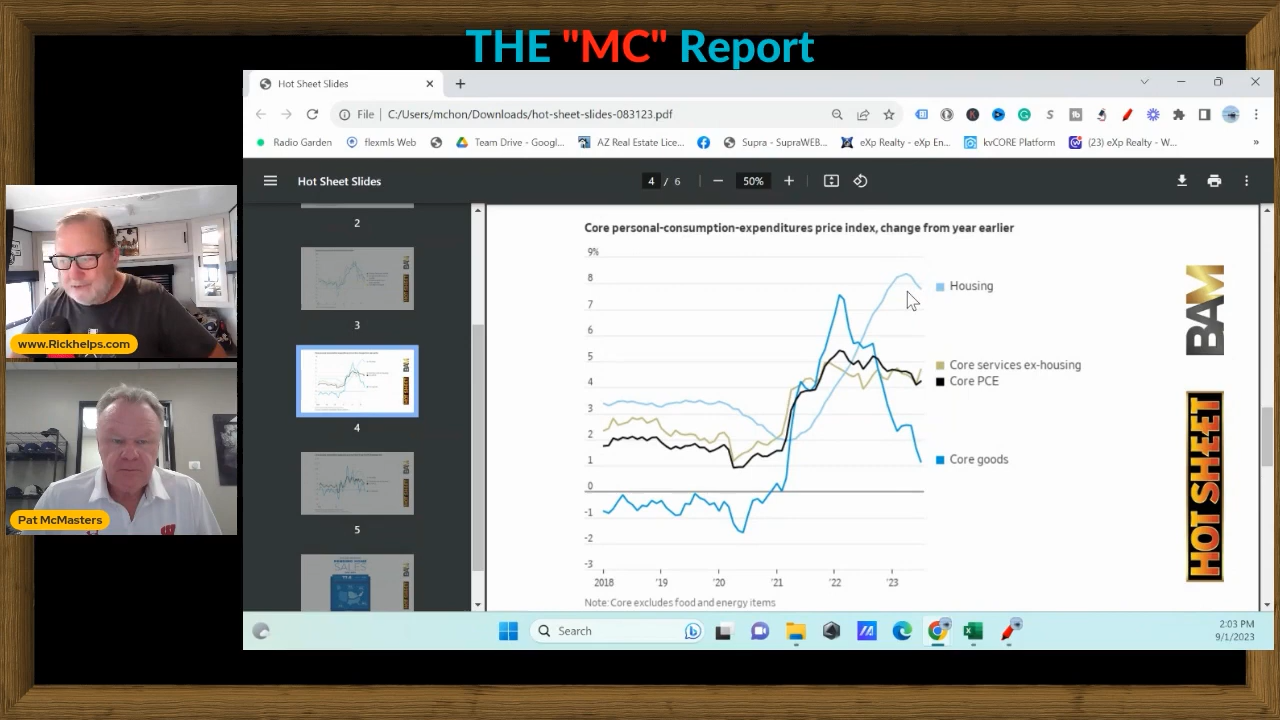 THE "MC" Report
Hot Sheet Slides
File | C:/Users/mchon/Downloads/hot-sheet-slides-083123.pdf
Radio Garden flexmls Web Team Drive - Googl... AZ Real Estate Lice... Supra - SupraWEB... eXp Realty - eXp En... kvCORE Platform (23) eXp Realty - W... »
Hot Sheet Slides 4 / 6 50%
2
3
4
5
www.Rickhelps.com
Pat McMasters
Core personal-consumption-expenditures price index, change from year earlier
9%
8
7
6
5
4
3
2
1
0
-1
-2
-3
2018 '19 '20 '21 '22 '23
Housing
Core services ex-housing
Core PCE
Core goods
Note: Core excludes food and energy items
BAM
HOT SHEET
Search
2:03 PM
9/1/2023